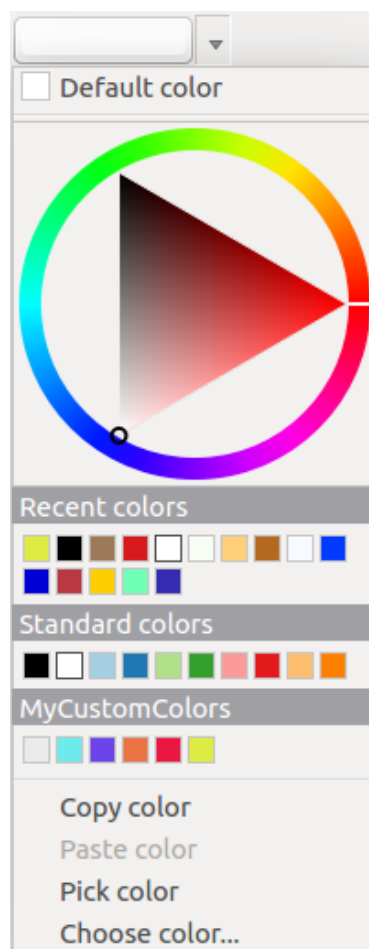 Default color
Recent colors
Standard colors
MyCustomColors
Copy color
Paste color
Pick color
Choose color...